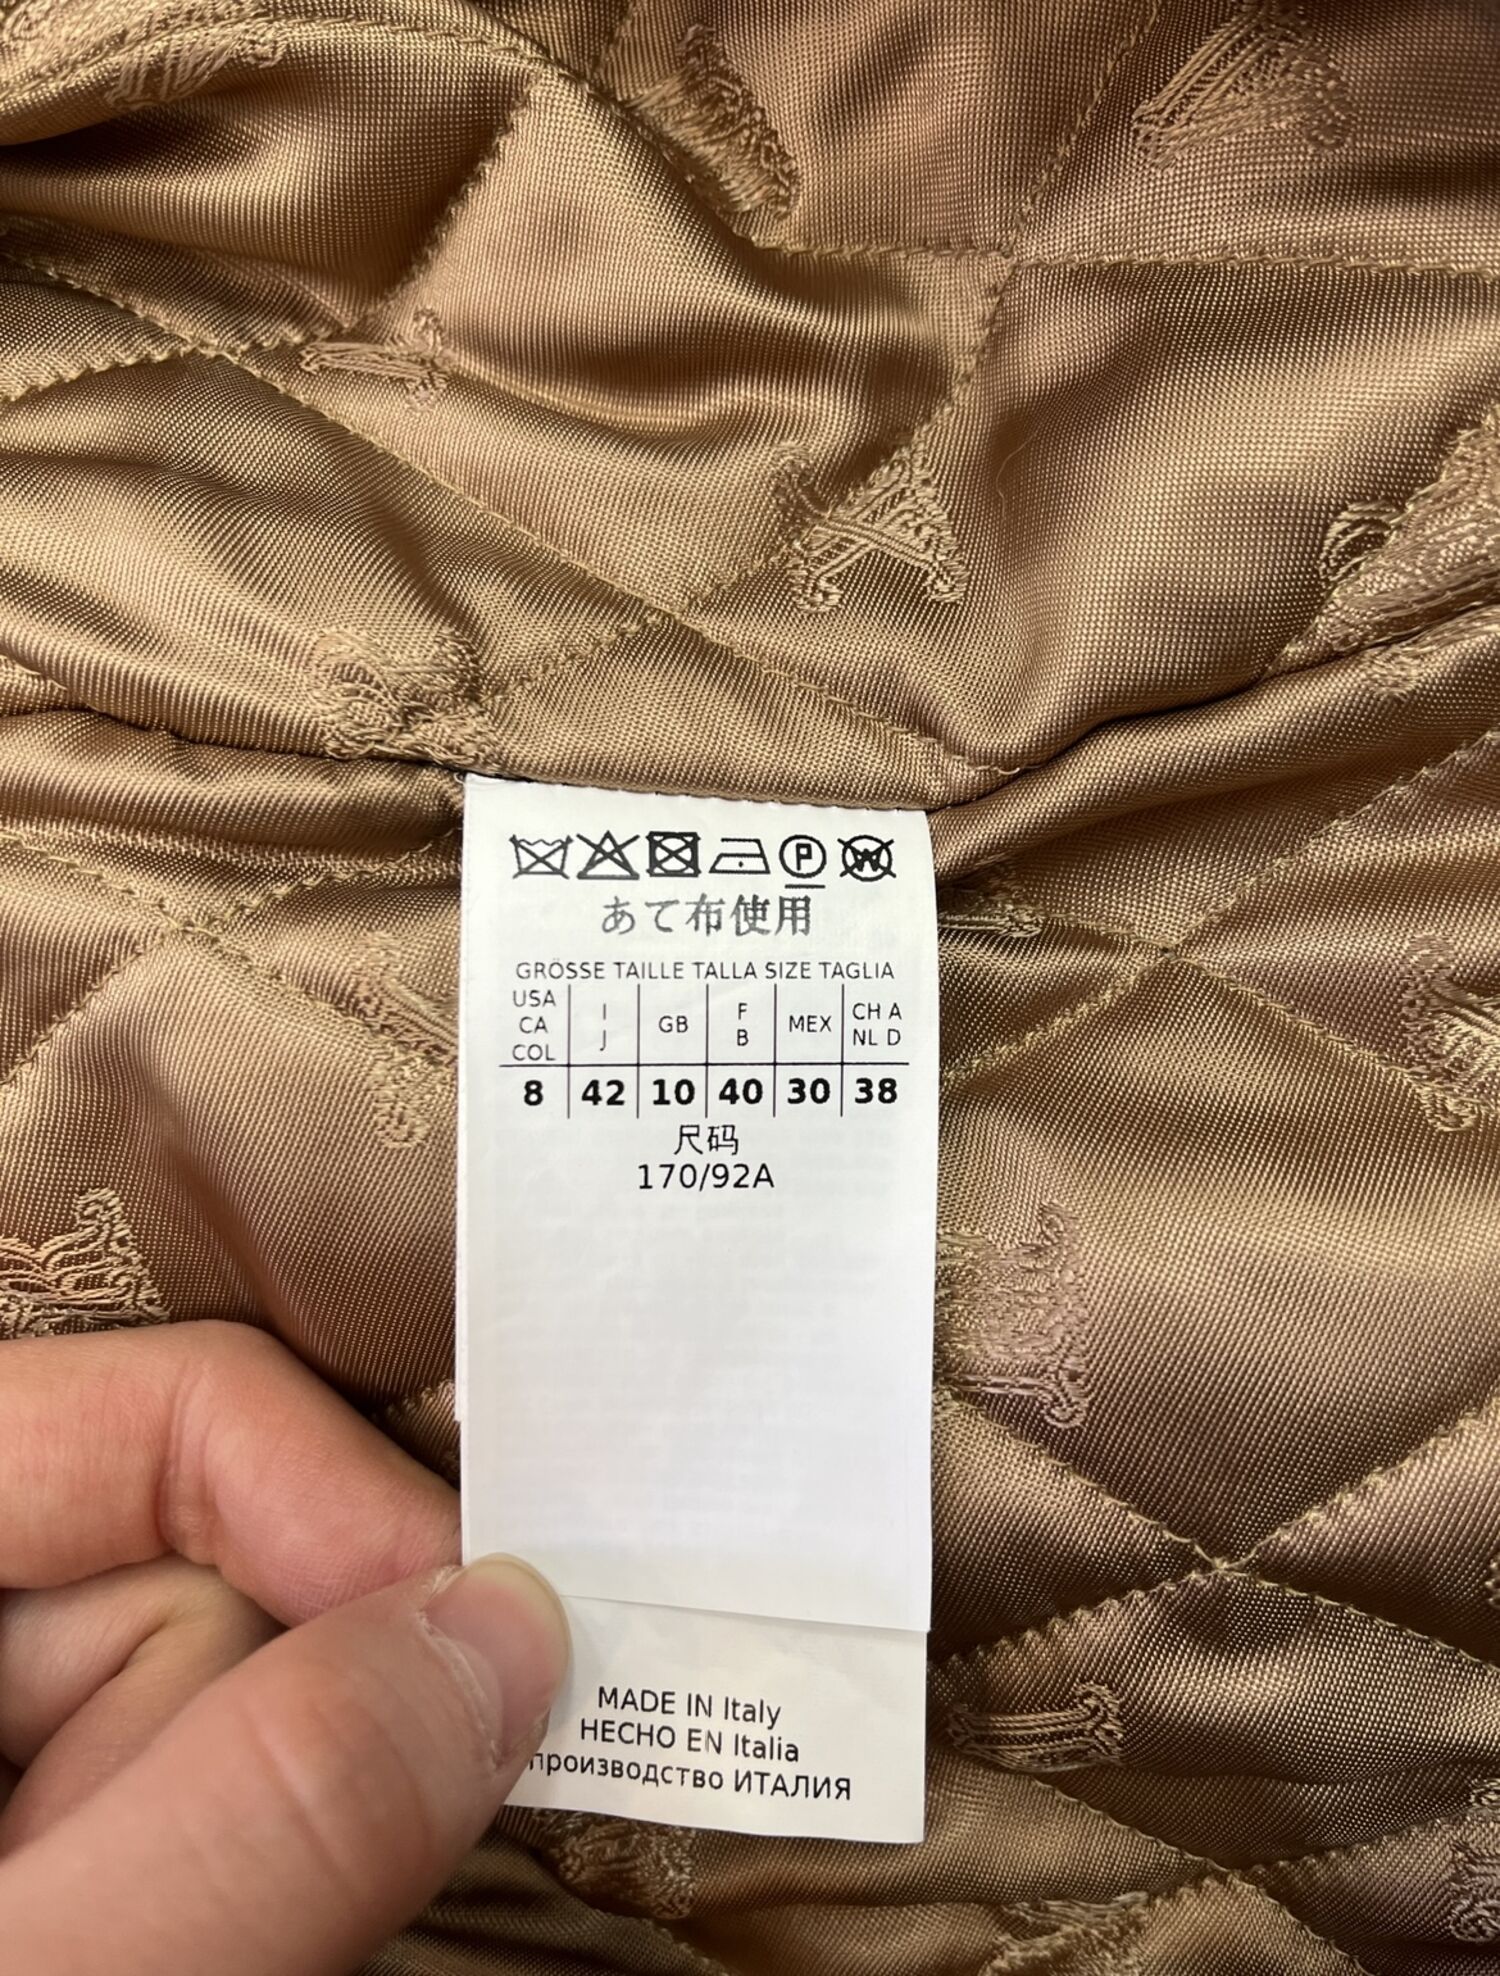 P W
あて布使用
GRÖSSE TAILLE TALLA SIZE TAGLIA
USA CA COL I J GB F B MEX CH A NL D
8 42 10 40 30 38
尺码
170/92A
MADE IN Italy
HECHO EN Italia
производство ИТАЛИЯ